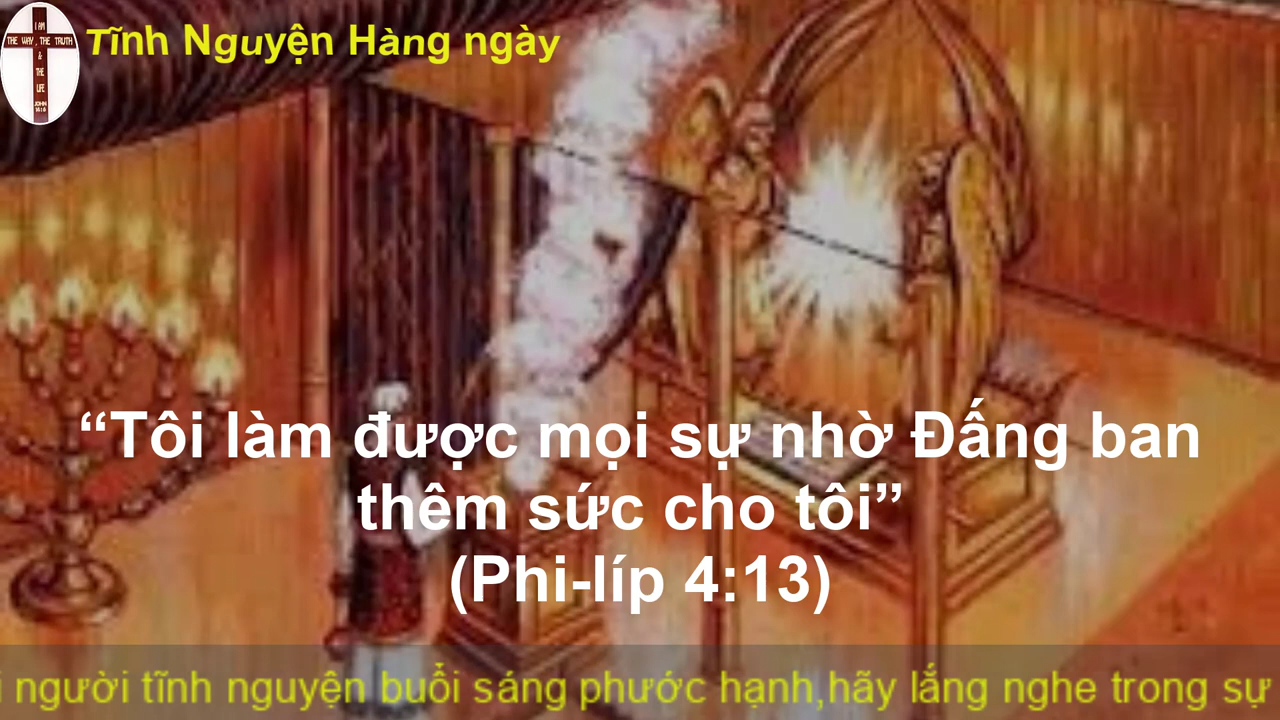 I AM
THE WAY, THE TRUTH
&
THE
LIFE
JOHN
Tĩnh Nguyện Hàng ngày
“Tôi làm được mọi sự nhờ Đấng ban
thêm sức cho tôi”
(Phi-líp 4:13)
người tĩnh nguyện buổi sáng phước hạnh,hãy lắng nghe trong sự